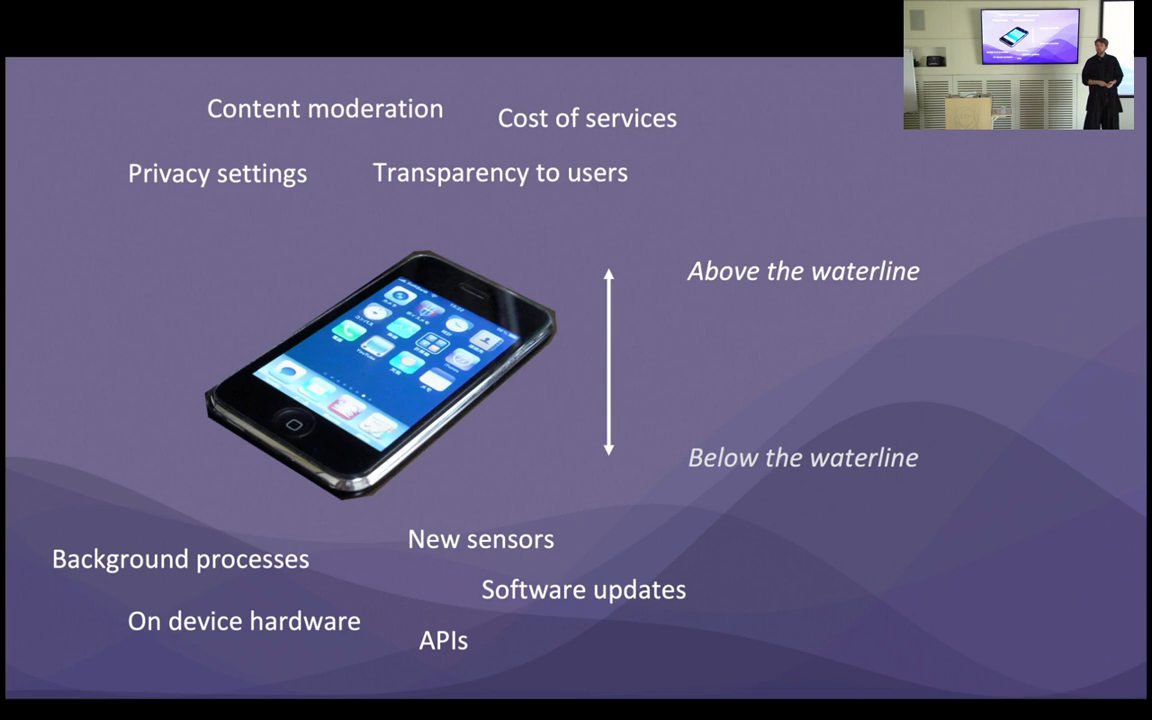 Content moderation
Cost of services
Privacy settings
Transparency to users
Above the waterline
YouTube
Below the waterline
New sensors
Background processes
Software updates
On device hardware
APIs